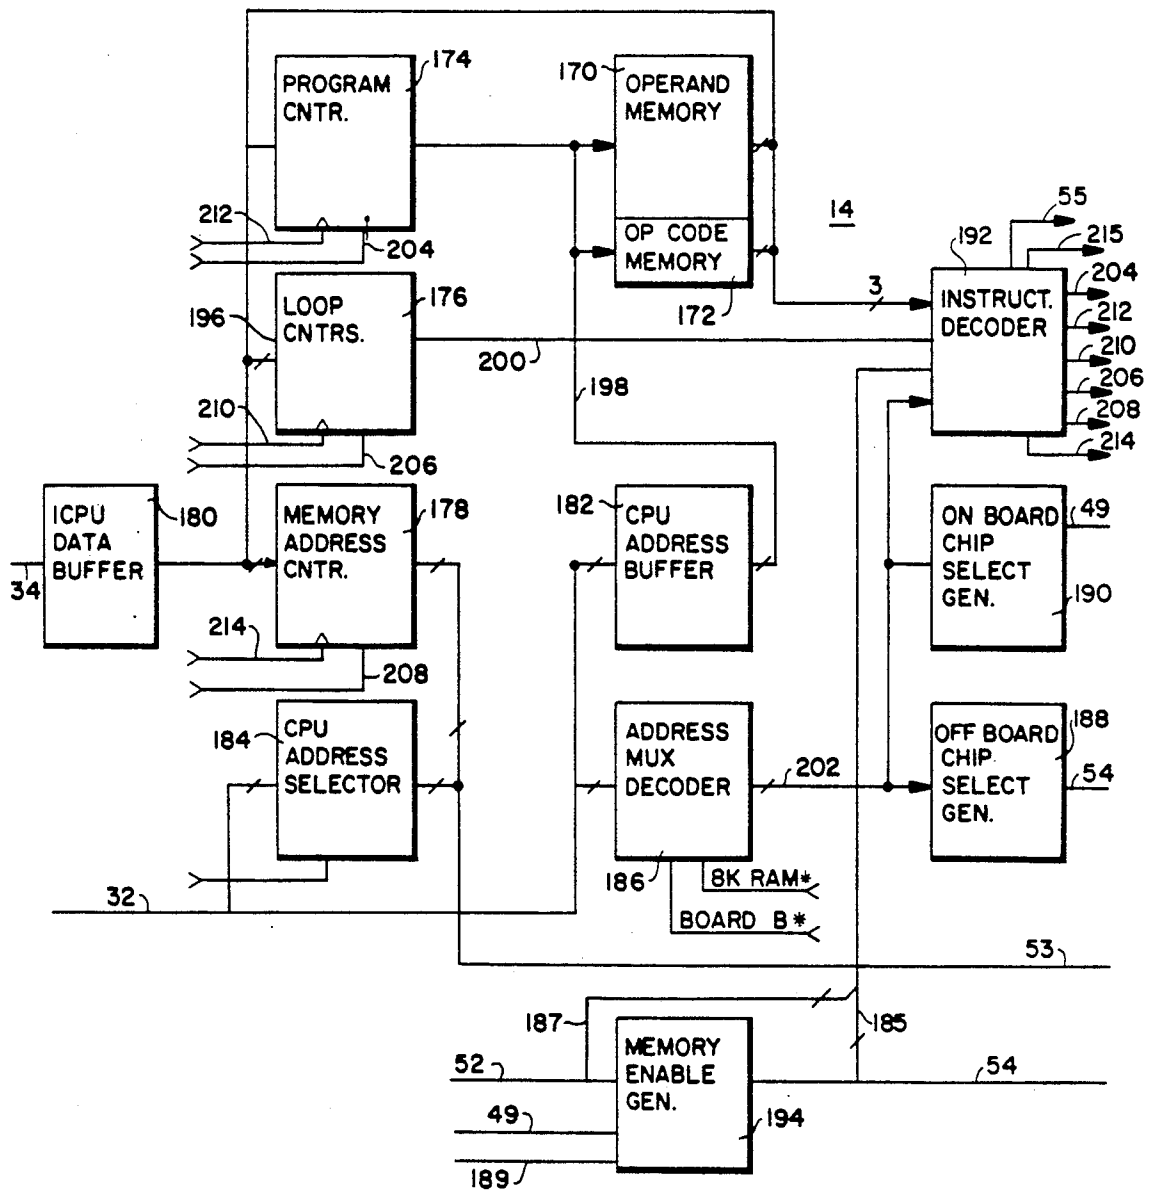 174
PROGRAM
CNTR.
170
OPERAND
MEMORY
212
204
OP CODE
MEMORY
172
14
55
192
215
204
INSTRUCT.
DECODER
212
210
206
208
214
3
LOOP
CNTRS.
176
196
200
198
210
206
ICPU
DATA
BUFFER
180
34
MEMORY
ADDRESS
CNTR.
178
182
CPU
ADDRESS
BUFFER
ON BOARD
CHIP
SELECT
GEN.
49
190
214
208
184
CPU
ADDRESS
SELECTOR
ADDRESS
MUX
DECODER
202
OFF BOARD
CHIP
SELECT
GEN.
188
54
186
8K RAM*
BOARD B*
32
53
187
185
52
MEMORY
ENABLE
GEN.
54
49
194
189